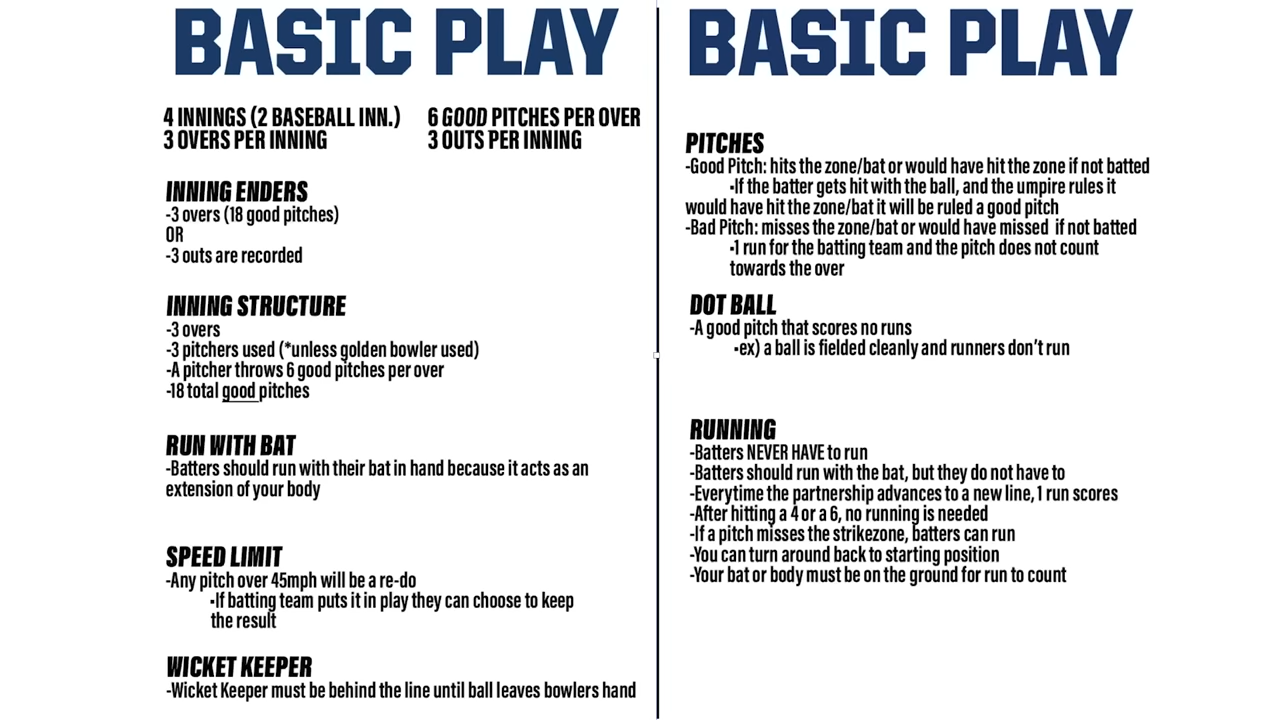 BASIC PLAY
4 INNINGS (2 BASEBALL INN.)
3 OVERS PER INNING
6 GOOD PITCHES PER OVER
3 OUTS PER INNING
INNING ENDERS
-3 overs (18 good pitches)
OR
-3 outs are recorded
INNING STRUCTURE
-3 overs
-3 pitchers used (*unless golden bowler used)
-A pitcher throws 6 good pitches per over
-18 total good pitches
RUN WITH BAT
-Batters should run with their bat in hand because it acts as an
extension of your body
SPEED LIMIT
-Any pitch over 45mph will be a re-do
▪If batting team puts it in play they can choose to keep
the result
WICKET KEEPER
-Wicket Keeper must be behind the line until ball leaves bowlers hand
BASIC PLAY
PITCHES
-Good Pitch: hits the zone/bat or would have hit the zone if not batted
▪If the batter gets hit with the ball, and the umpire rules it
would have hit the zone/bat it will be ruled a good pitch
-Bad Pitch: misses the zone/bat or would have missed if not batted
▪1 run for the batting team and the pitch does not count
towards the over
DOT BALL
-A good pitch that scores no runs
▪ex) a ball is fielded cleanly and runners don't run
RUNNING
-Batters NEVER HAVE to run
-Batters should run with the bat, but they do not have to
-Everytime the partnership advances to a new line, 1 run scores
-After hitting a 4 or a 6, no running is needed
-If a pitch misses the strikezone, batters can run
-You can turn around back to starting position
-Your bat or body must be on the ground for run to count